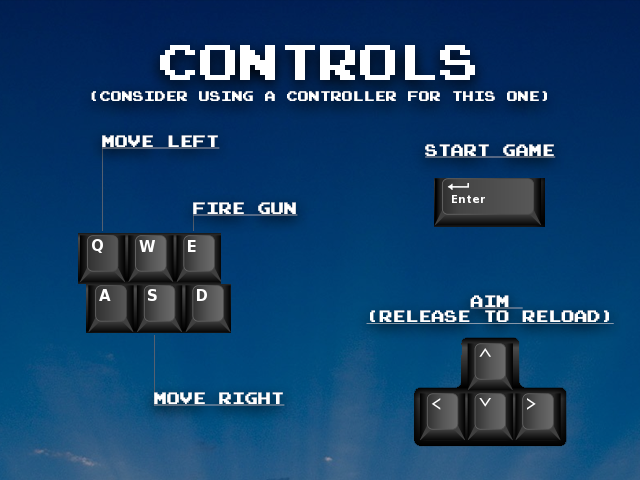 CONTROLS
(CONSIDER USING A CONTROLLER FOR THIS ONE)
MOVE LEFT
START GAME
Enter
FIRE GUN
Q W E
A S D
AIM
(RELEASE TO RELOAD)
MOVE RIGHT